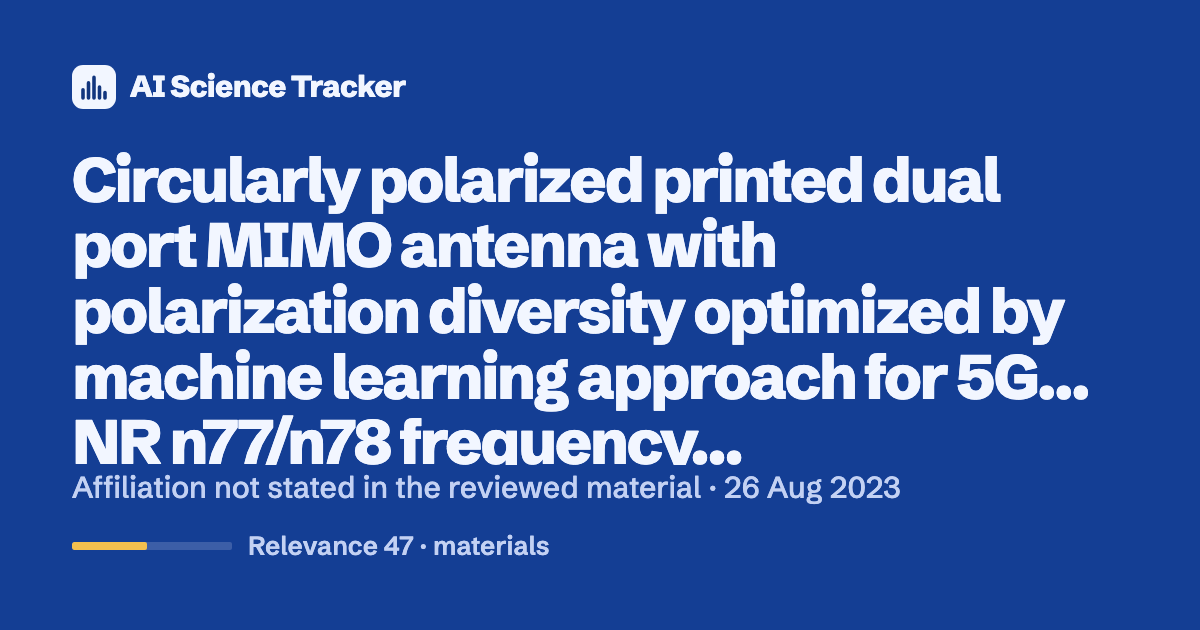 AI Science Tracker
Circularly polarized printed dual
port MIMO antenna with
polarization diversity optimized by
machine learning approach for 5G...
NR n77/n78 frequency...
Affiliation not stated in the reviewed material · 26 Aug 2023
Relevance 47 · materials